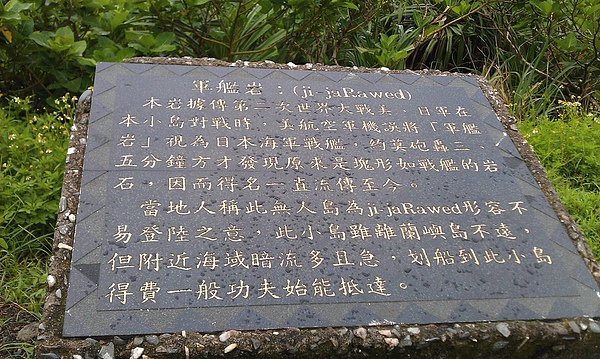 軍艦岩：(ji-jaRawed)
本岩據傳第二次世界大戰美、日軍在
本小島對戰時，美航空軍機誤將「軍艦
岩」視為日本海軍戰艦，約莫砲轟三、
五分鐘方才發現原來是塊形如戰艦的岩
石，因而得名一直流傳至今。
當地人稱此無人島為ji-jaRawed形容不
易登陸之意，此小島雖離蘭嶼島不遠，
但附近海域暗流多且急，划船到此小島
得費一般功夫始能抵達。